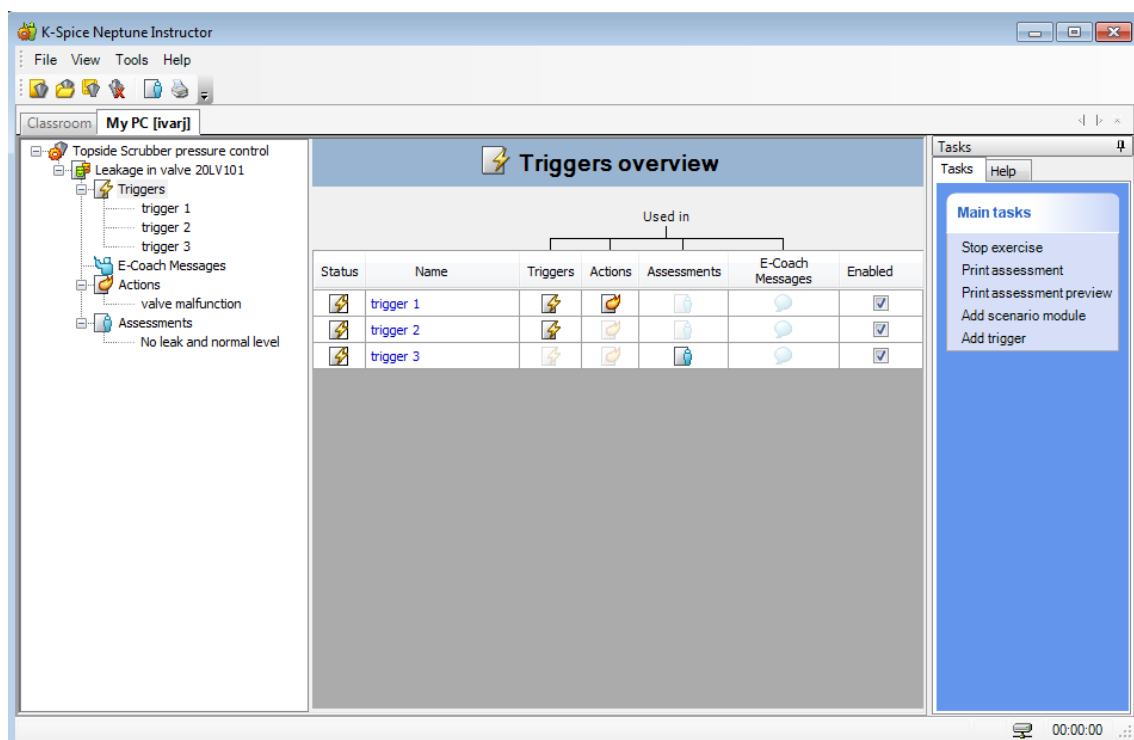 K-Spice Neptune Instructor
File View Tools Help
Classroom My PC [ivarj]
Topside Scrubber pressure control
Leakage in valve 20LV101
Triggers
trigger 1
trigger 2
trigger 3
E-Coach Messages
Actions
valve malfunction
Assessments
No leak and normal level
Triggers overview
Used in
Status Name Triggers Actions Assessments E-Coach Messages Enabled
trigger 1
trigger 2
trigger 3
Tasks
Tasks Help
Main tasks
Stop exercise
Print assessment
Print assessment preview
Add scenario module
Add trigger
00:00:00